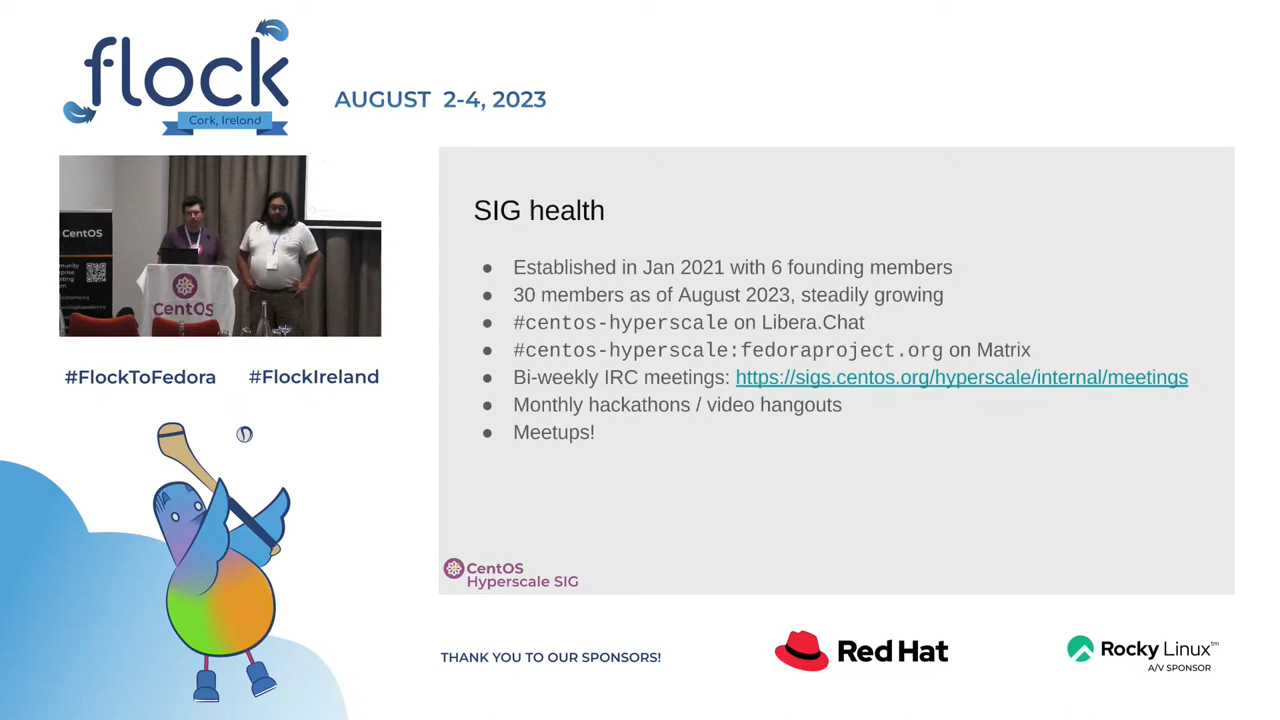 flock
Cork, Ireland
AUGUST 2-4, 2023
CentOS
CentOS
#FlockToFedora
#FlockIreland
SIG health
● Established in Jan 2021 with 6 founding members
● 30 members as of August 2023, steadily growing
● #centos-hyperscale on Libera.Chat
● #centos-hyperscale:fedoraproject.org on Matrix
● Bi-weekly IRC meetings: https://sigs.centos.org/hyperscale/internal/meetings
● Monthly hackathons / video hangouts
● Meetups!
CentOS
Hyperscale SIG
THANK YOU TO OUR SPONSORS!
Red Hat
Rocky Linux™
A/V SPONSOR